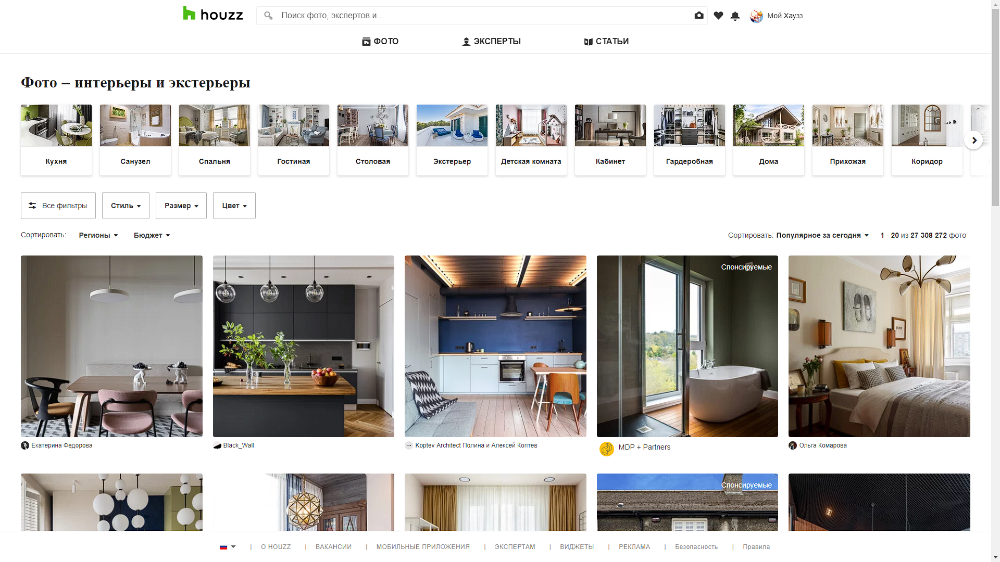 houzz
Поиск фото, экспертов и...
Мой Хаузз
ФОТО
ЭКСПЕРТЫ
СТАТЬИ
Фото – интерьеры и экстерьеры
Кухня
Санузел
Спальня
Гостиная
Столовая
Экстерьер
Детская комната
Кабинет
Гардеробная
Дома
Прихожая
Коридор
Все фильтры
Стиль
Размер
Цвет
Сортировать: Регионы Бюджет
Сортировать: Популярное за сегодня 1 - 20 из 27 308 272 фото
Спонсируемые
Екатерина Федорова
Black_Wall
Koptev Architect Полина и Алексей Коптев
MDP + Partners
Ольга Комарова
Спонсируемые
| О HOUZZ | ВАКАНСИИ | МОБИЛЬНЫЕ ПРИЛОЖЕНИЯ | ЭКСПЕРТАМ | ВИДЖЕТЫ | РЕКЛАМА | Безопасность | Правила